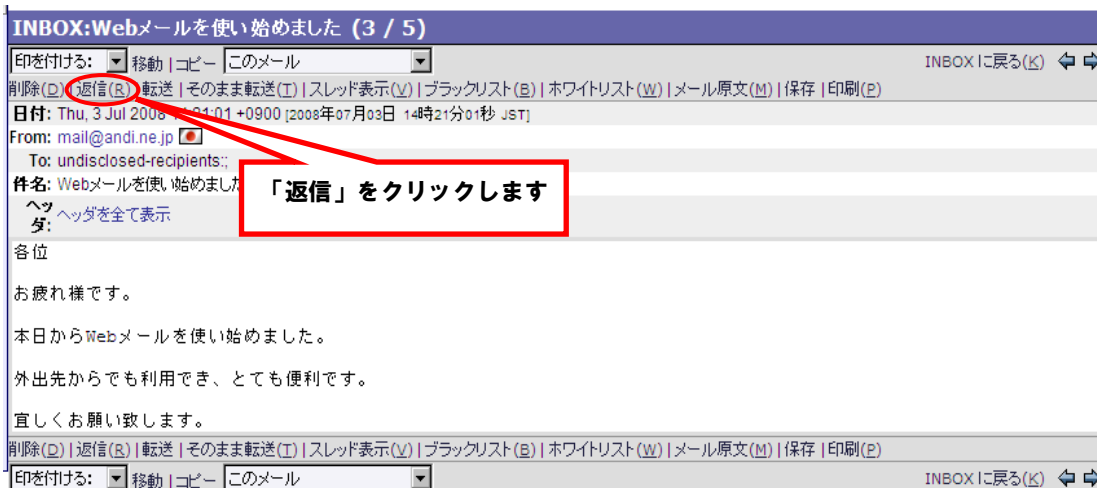 INBOX:Webメールを使い始めました (3 / 5)
印を付ける: 移動 | コピー このメール INBOXに戻る(K)
削除(D) | 返信(R) | 転送 | そのまま転送(T) | スレッド表示(V) | ブラックリスト(B) | ホワイトリスト(W) | メール原文(M) | 保存 | 印刷(P)
日付: Thu, 3 Jul 2008 :01 +0900 [2008年07月03日 14時21分01秒 JST]
From: mail@andi.ne.jp
To: undisclosed-recipients:;
件名: Webメールを使い始めました
「返信」をクリックします
ヘッダ: ヘッダを全て表示
各位
お疲れ様です。
本日からWebメールを使い始めました。
外出先からでも利用でき、とても便利です。
宜しくお願い致します。
削除(D) | 返信(R) | 転送 | そのまま転送(T) | スレッド表示(V) | ブラックリスト(B) | ホワイトリスト(W) | メール原文(M) | 保存 | 印刷(P)
印を付ける: 移動 | コピー このメール INBOXに戻る(K)